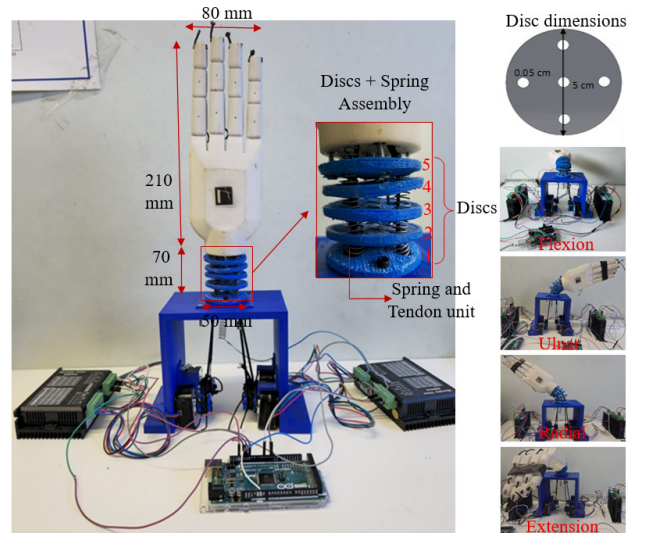 80 mm
Disc dimensions
0.05 cm
5 cm
Discs + Spring
Assembly
210
mm
5
4
3
2
1
Discs
70
mm
50 mm
Spring and
Tendon unit
Flexion
Ulnar
Radial
Extension